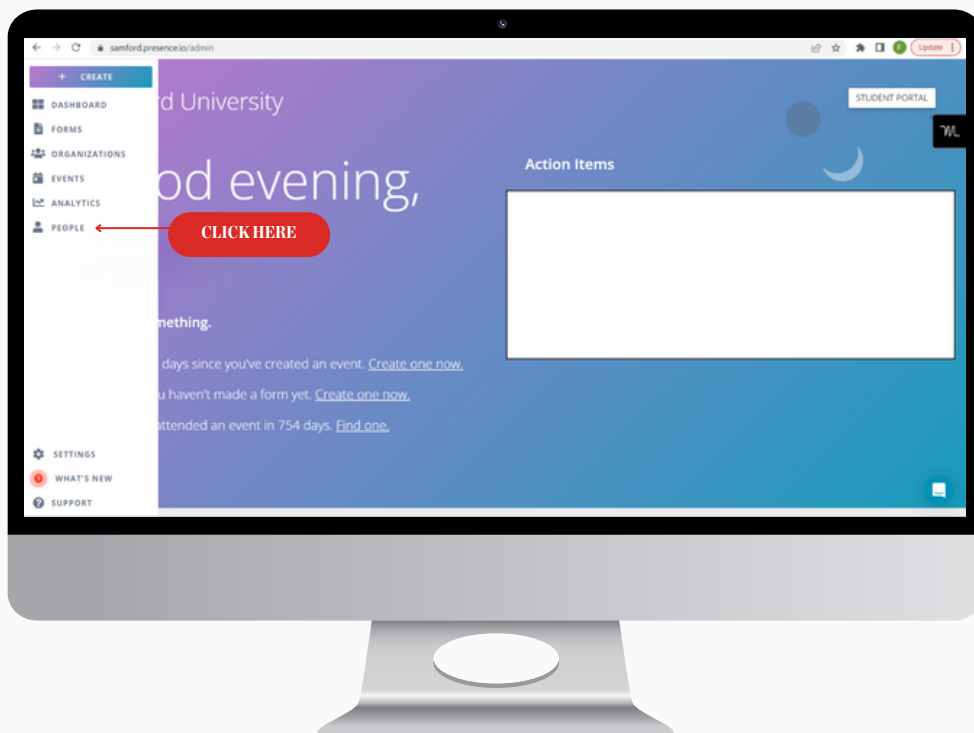 samford.presence.io/admin
Update
+ CREATE
DASHBOARD
FORMS
ORGANIZATIONS
EVENTS
ANALYTICS
PEOPLE
CLICK HERE
SETTINGS
WHAT'S NEW
SUPPORT
rd University
od evening,
mething.
days since you've created an event. Create one now.
u haven't made a form yet. Create one now.
attended an event in 754 days. Find one.
STUDENT PORTAL
Action Items